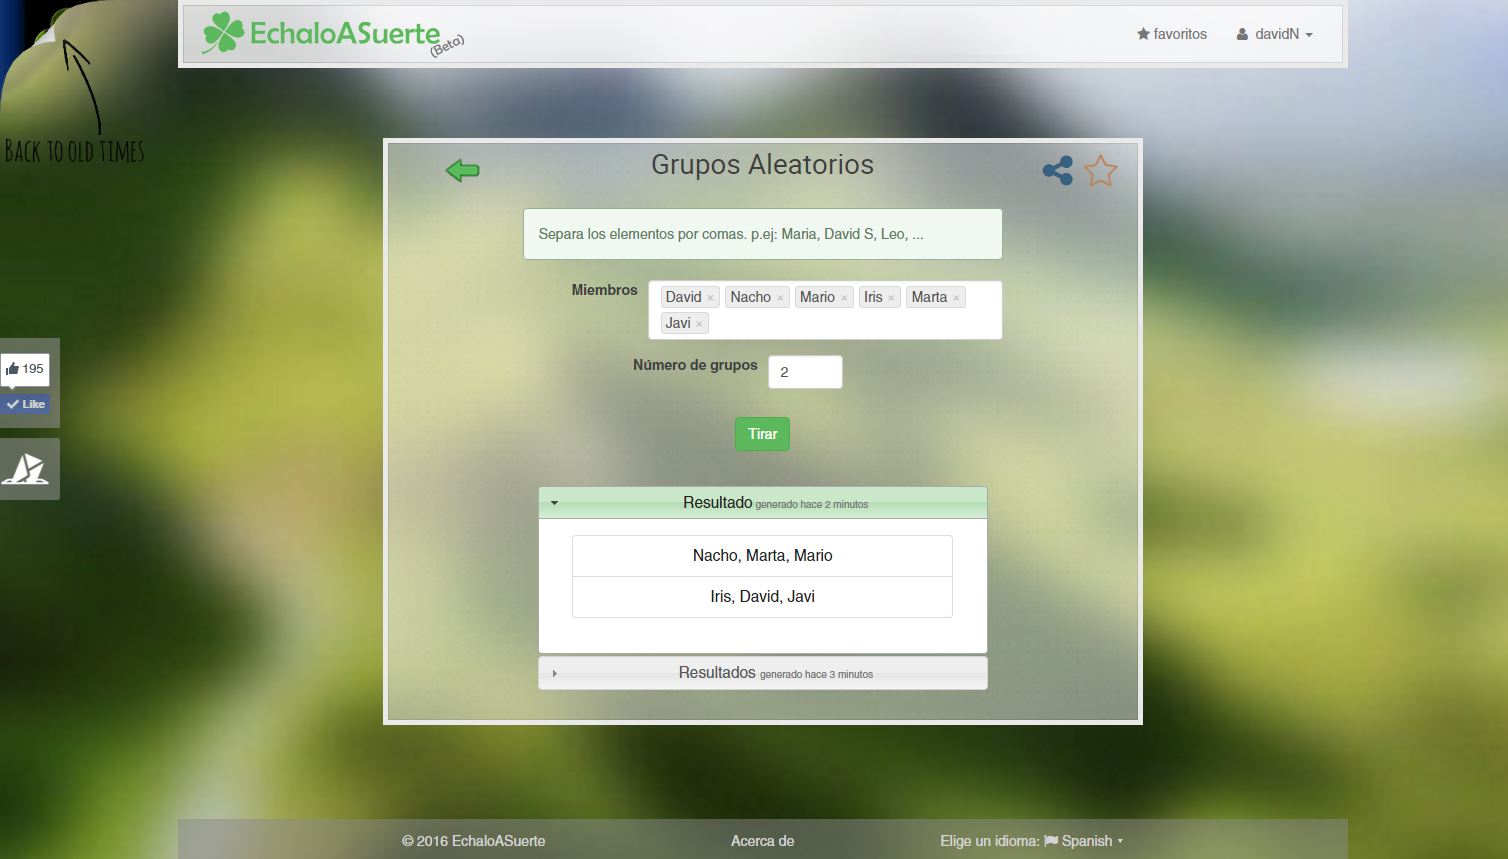 EchaloASuerte
(Beta)
favoritos
davidN
Back to old times
Grupos Aleatorios
Separa los elementos por comas. p.ej: Maria, David S, Leo, ...
Miembros
David × Nacho × Mario × Iris × Marta ×
Javi ×
Número de grupos 2
195
Like
Tirar
Resultado generado hace 2 minutos
Nacho, Marta, Mario
Iris, David, Javi
Resultados generado hace 3 minutos
© 2016 EchaloASuerte
Acerca de
Elige un idioma: Spanish